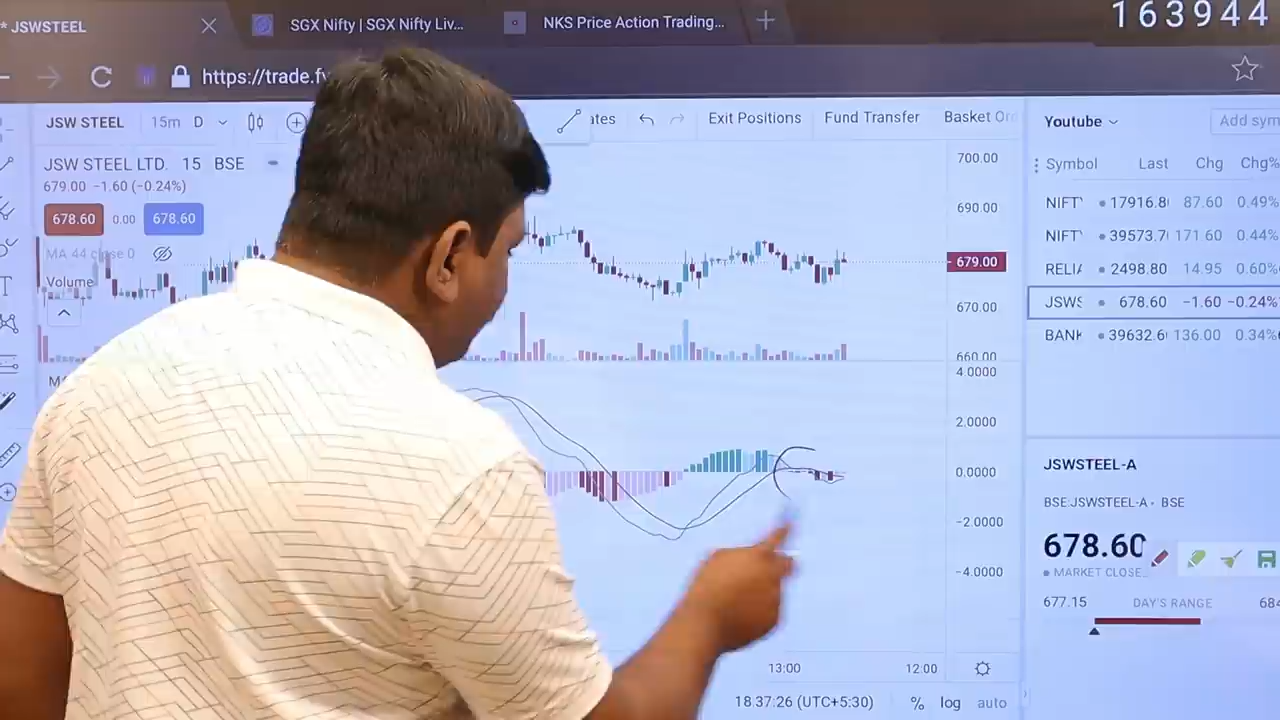 163944
* JSWSTEEL
SGX Nifty | SGX Nifty Liv...
NKS Price Action Trading...
https://trade.fy
JSW STEEL 15m D
ates
Exit Positions
Fund Transfer
Basket Or
Youtube
Add sym
JSW STEEL LTD. 15 BSE
679.00 −1.60 (−0.24%)
678.60 0.00 678.60
MA 44 close 0
Volume
700.00
690.00
679.00
670.00
660.00
4.0000
2.0000
0.0000
−2.0000
−4.0000
13:00 12:00
18:37:26 (UTC+5:30) % log auto
Symbol Last Chg Chg%
NIFT 17916.8 87.60 0.49%
NIFT 39573.7 171.60 0.44%
RELI 2498.80 14.95 0.60%
JSWS 678.60 −1.60 −0.24%
BANK 39632.6 136.00 0.34%
JSWSTEEL-A
BSE:JSWSTEEL-A • BSE
678.60
MARKET CLOSE
677.15 DAY'S RANGE 684